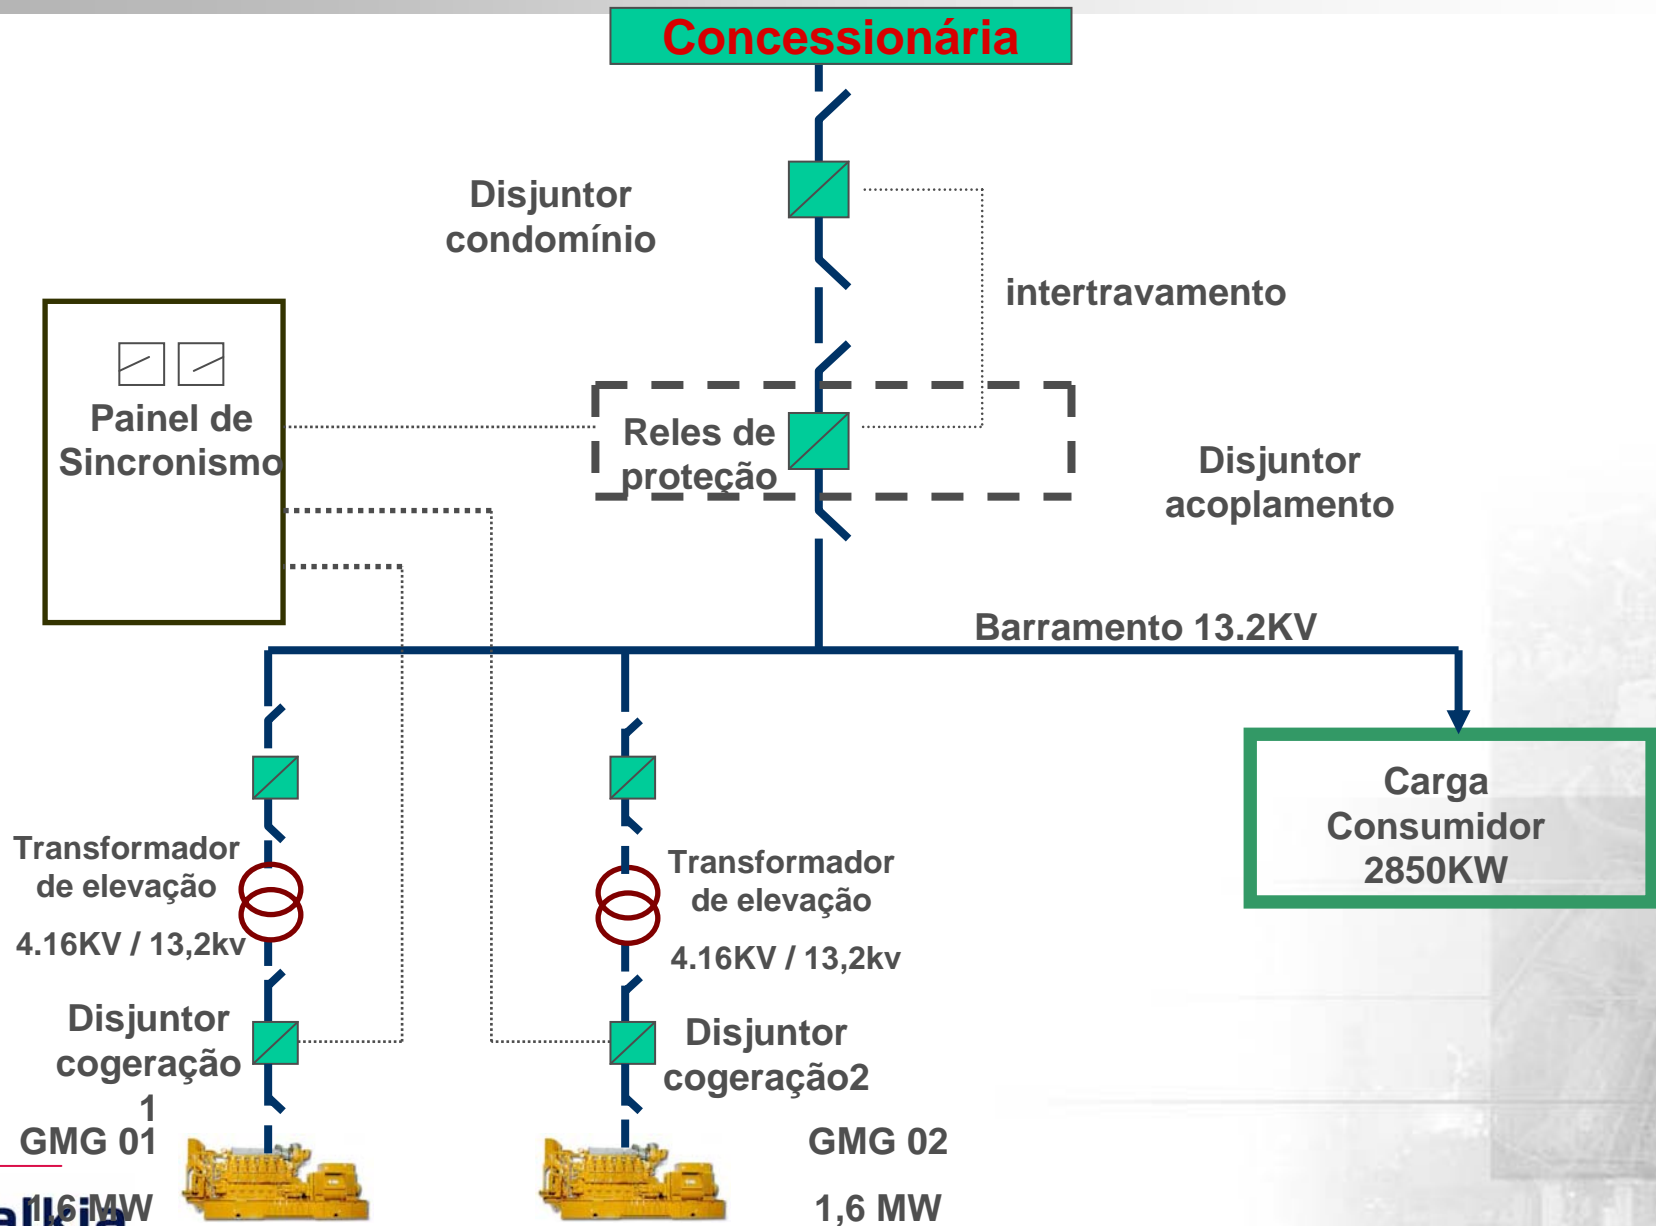 Concessionária
Disjuntor
condomínio
intertravamento
Painel de
Sincronismo
Reles de
proteção
Disjuntor
acoplamento
Barramento 13.2KV
Carga
Consumidor
2850KW
Transformador
de elevação
4.16KV / 13,2kv
Transformador
de elevação
4.16KV / 13,2kv
Disjuntor
cogeração
1
Disjuntor
cogeração2
GMG 01
GMG 02
1,6 MW
1,6 MW